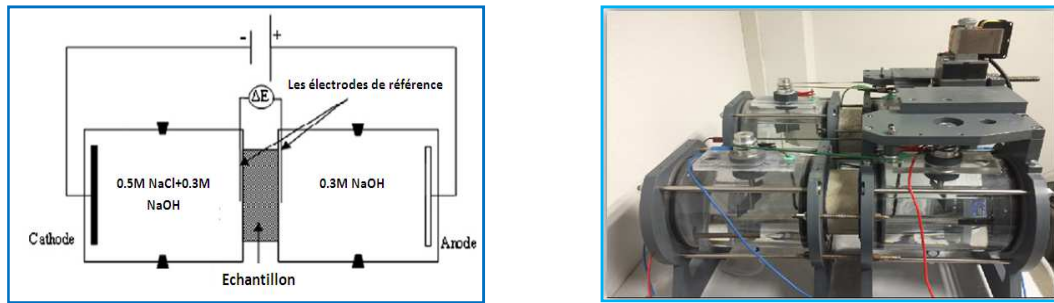 - +
ΔE
Les électrodes de référence
0.5M NaCl+0.3M
NaOH
0.3M NaOH
Cathode
Anode
Echantillon